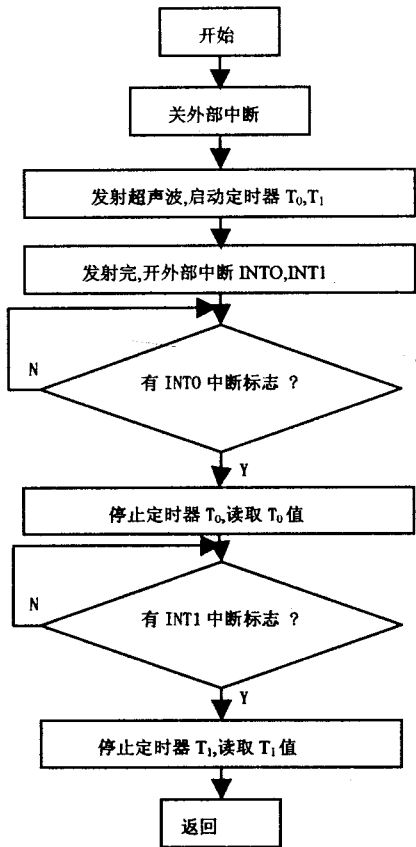 开始
关外部中断
发射超声波,启动定时器 T₀,T₁
发射完,开外部中断 INTO,INT1
N
有 INT0 中断标志 ?
Y
停止定时器 T₀,读取 T₀ 值
N
有 INT1 中断标志 ?
Y
停止定时器 T₁,读取 T₁ 值
返回